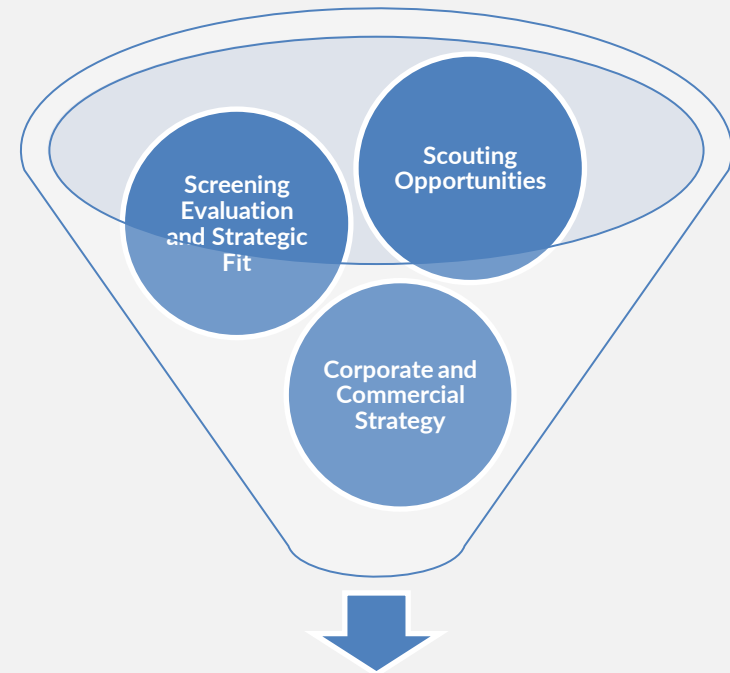 Scouting
Opportunities
Screening
Evaluation
and Strategic
Fit
Corporate and
Commercial
Strategy